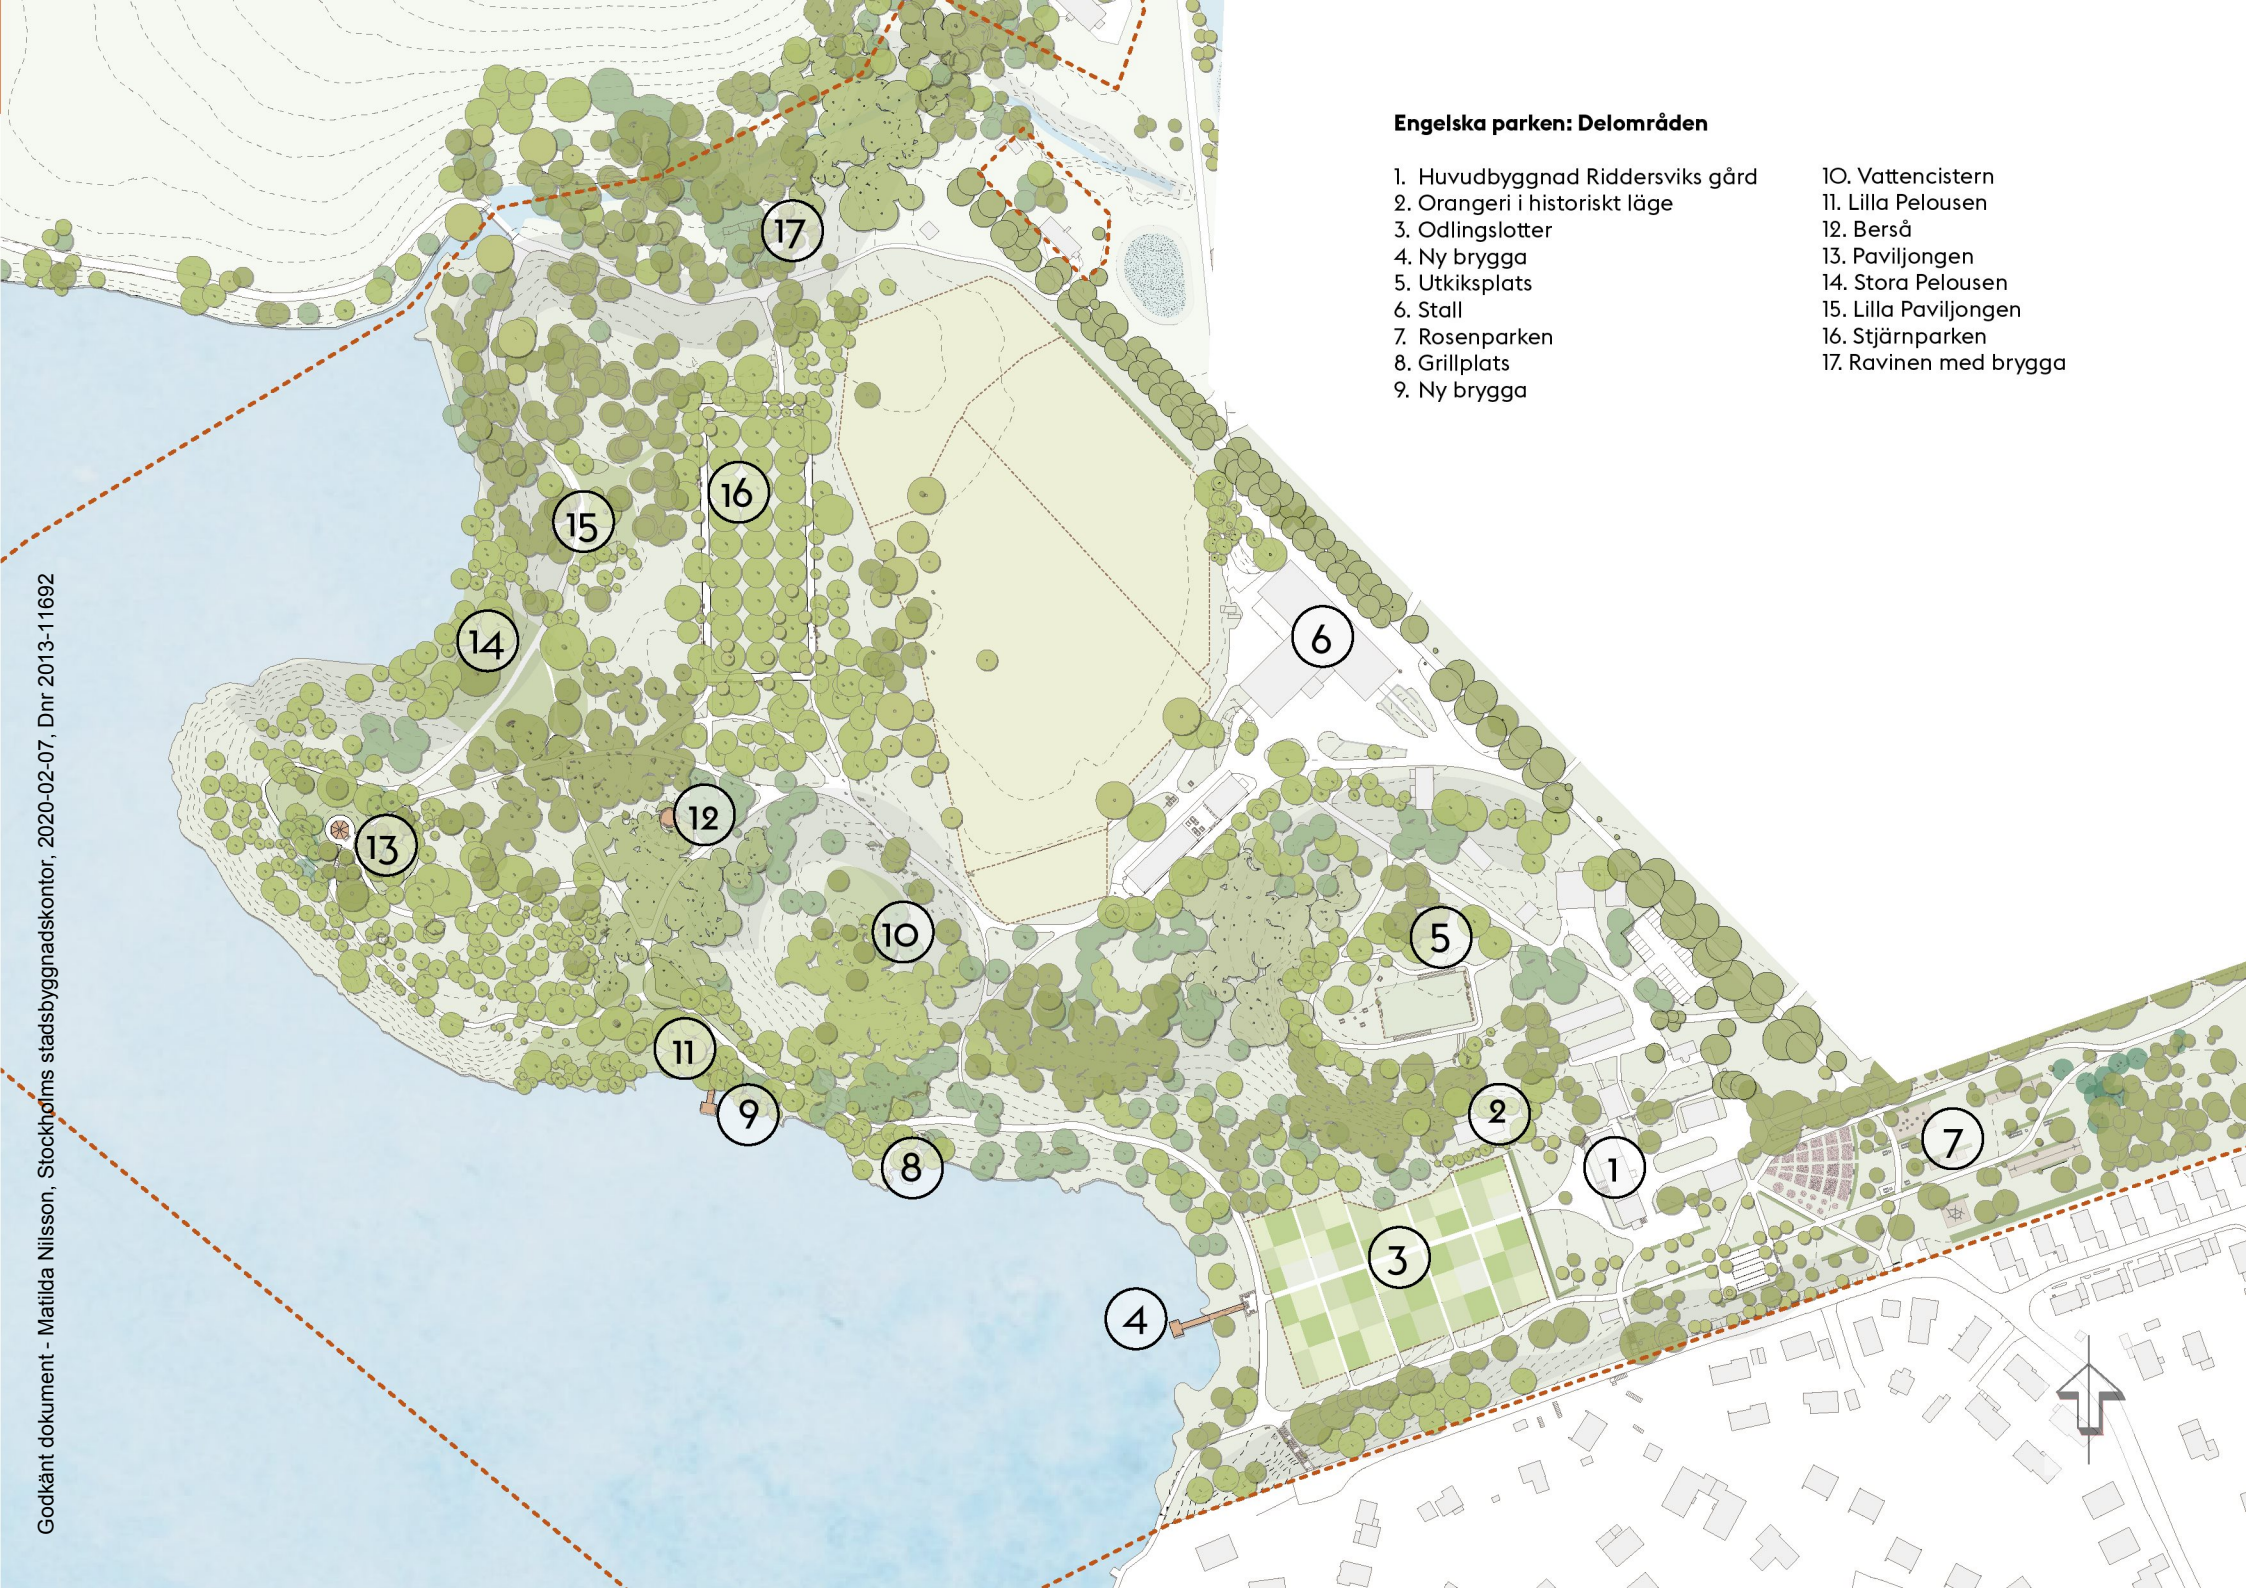 Engelska parken: Delområden
1. Huvudbyggnad Riddersviks gård
2. Orangeri i historiskt läge
3. Odlingslotter
4. Ny brygga
5. Utkiksplats
6. Stall
7. Rosenparken
8. Grillplats
9. Ny brygga
10. Vattencistern
11. Lilla Pelousen
12. Berså
13. Paviljongen
14. Stora Pelousen
15. Lilla Paviljongen
16. Stjärnparken
17. Ravinen med brygga
17
16
15
14
6
12
13
10
5
11
9
2
7
8
1
3
4
Godkänt dokument - Matilda Nilsson, Stockholms stadsbyggnadskontor, 2020-02-07, Dnr 2013-11692